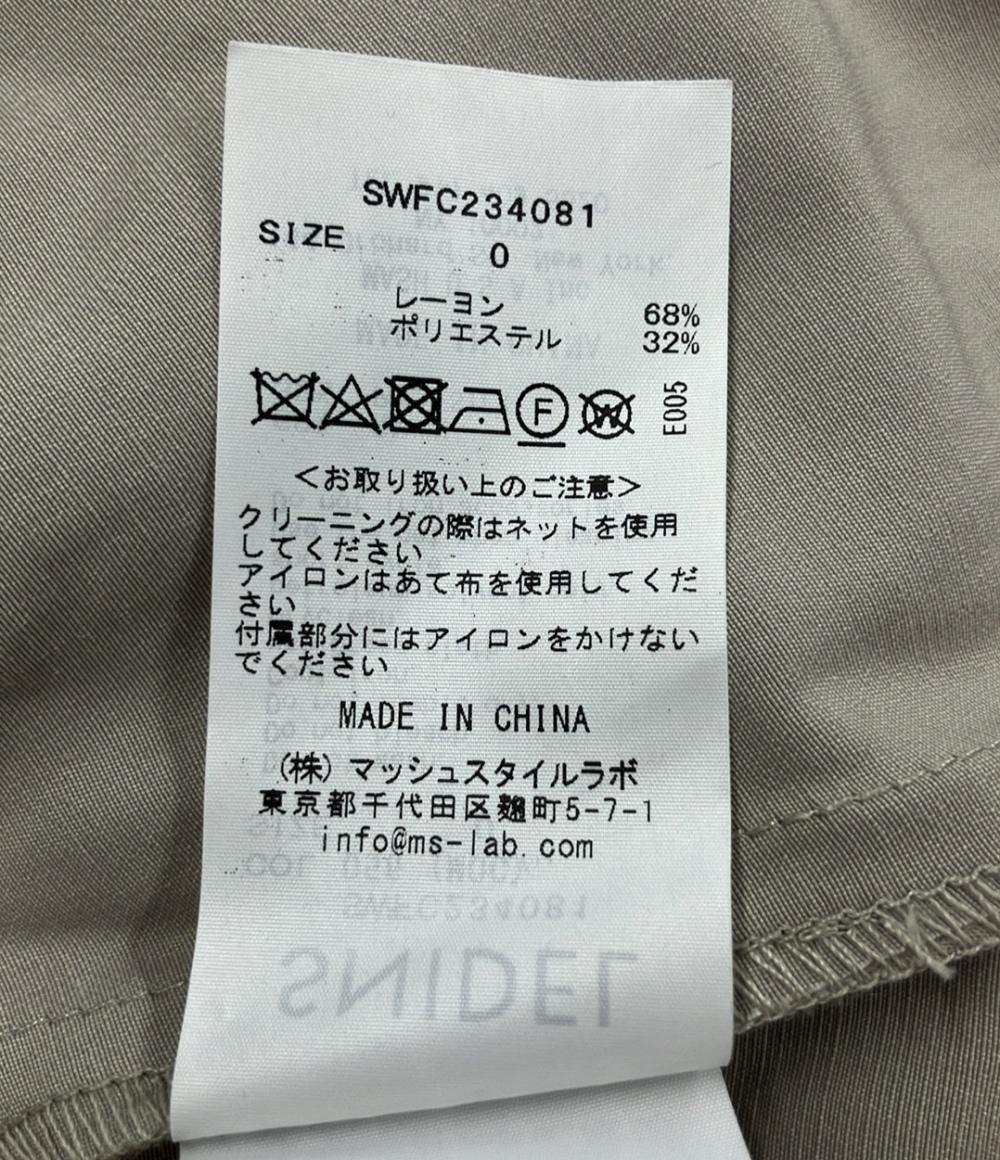 SWFC234081
SIZE 0
レーヨン 68%
ポリエステル 32%
F W E005
<お取り扱い上のご注意>
クリーニングの際はネットを使用
してください
アイロンはあて布を使用してくだ
さい
付属部分にはアイロンをかけない
でください
MADE IN CHINA
(株)マッシュスタイルラボ
東京都千代田区麹町5-7-1
info@ms-lab.com
SWFC234081
SNIDEL